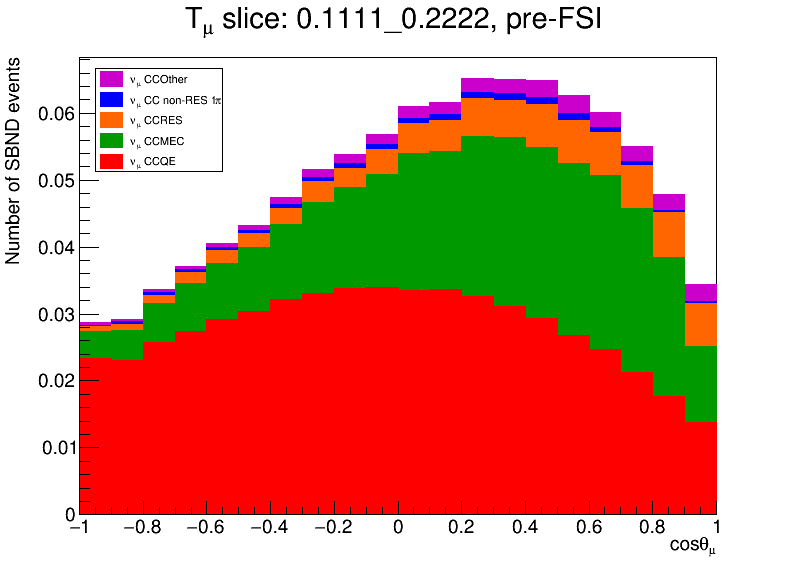 Tμ slice: 0.1111_0.2222, pre-FSI
Number of SBND events
νμ CCOther
νμ CC non-RES 1π
νμ CCRES
νμ CCMEC
νμ CCQE
0.06
0.05
0.04
0.03
0.02
0.01
0
−1 −0.8 −0.6 −0.4 −0.2 0 0.2 0.4 0.6 0.8 1
cosθμ